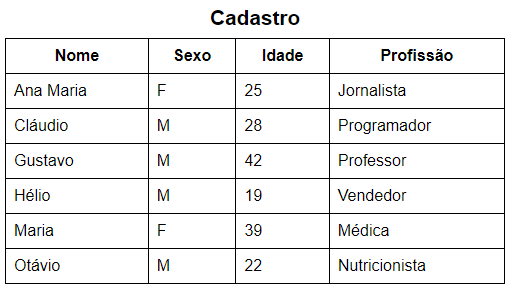 Cadastro
Nome Sexo Idade Profissão
Ana Maria F 25 Jornalista
Cláudio M 28 Programador
Gustavo M 42 Professor
Hélio M 19 Vendedor
Maria F 39 Médica
Otávio M 22 Nutricionista